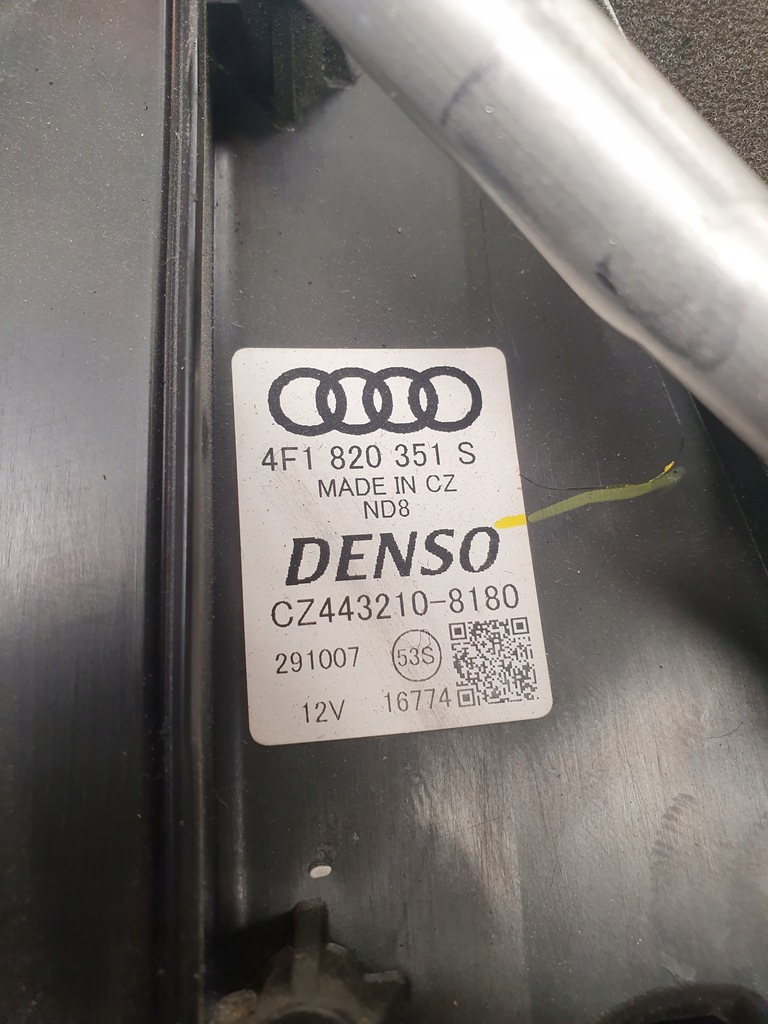 4F1 820 351 S
MADE IN CZ
ND8
DENSO
CZ443210-8180
291007 53S
12V 16774